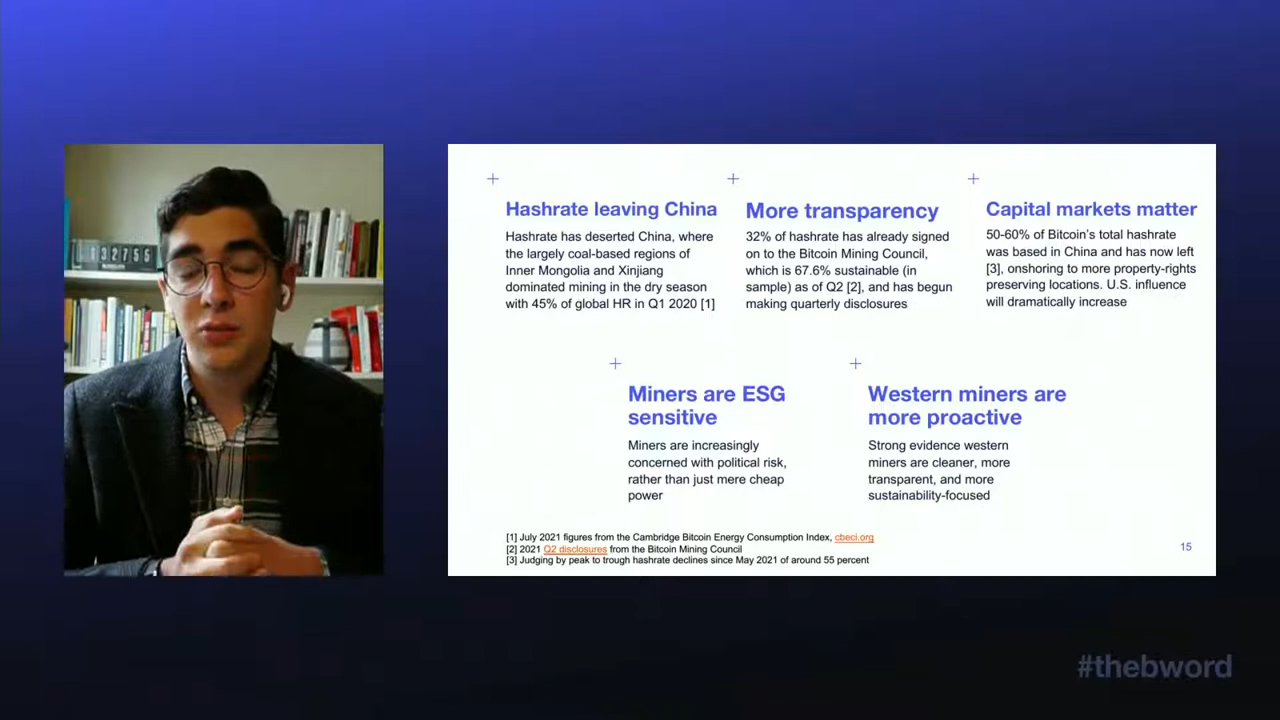 32755
Hashrate leaving China
Hashrate has deserted China, where
the largely coal-based regions of
Inner Mongolia and Xinjiang
dominated mining in the dry season
with 45% of global HR in Q1 2020 [1]
More transparency
32% of hashrate has already signed
on to the Bitcoin Mining Council,
which is 67.6% sustainable (in
sample) as of Q2 [2], and has begun
making quarterly disclosures
Capital markets matter
50-60% of Bitcoin’s total hashrate
was based in China and has now left
[3], onshoring to more property-rights
preserving locations. U.S. influence
will dramatically increase
Miners are ESG
sensitive
Miners are increasingly
concerned with political risk,
rather than just mere cheap
power
Western miners are
more proactive
Strong evidence western
miners are cleaner, more
transparent, and more
sustainability-focused
[1] July 2021 figures from the Cambridge Bitcoin Energy Consumption Index, cbeci.org
[2] 2021 Q2 disclosures from the Bitcoin Mining Council
[3] Judging by peak to trough hashrate declines since May 2021 of around 55 percent
15
#thebword